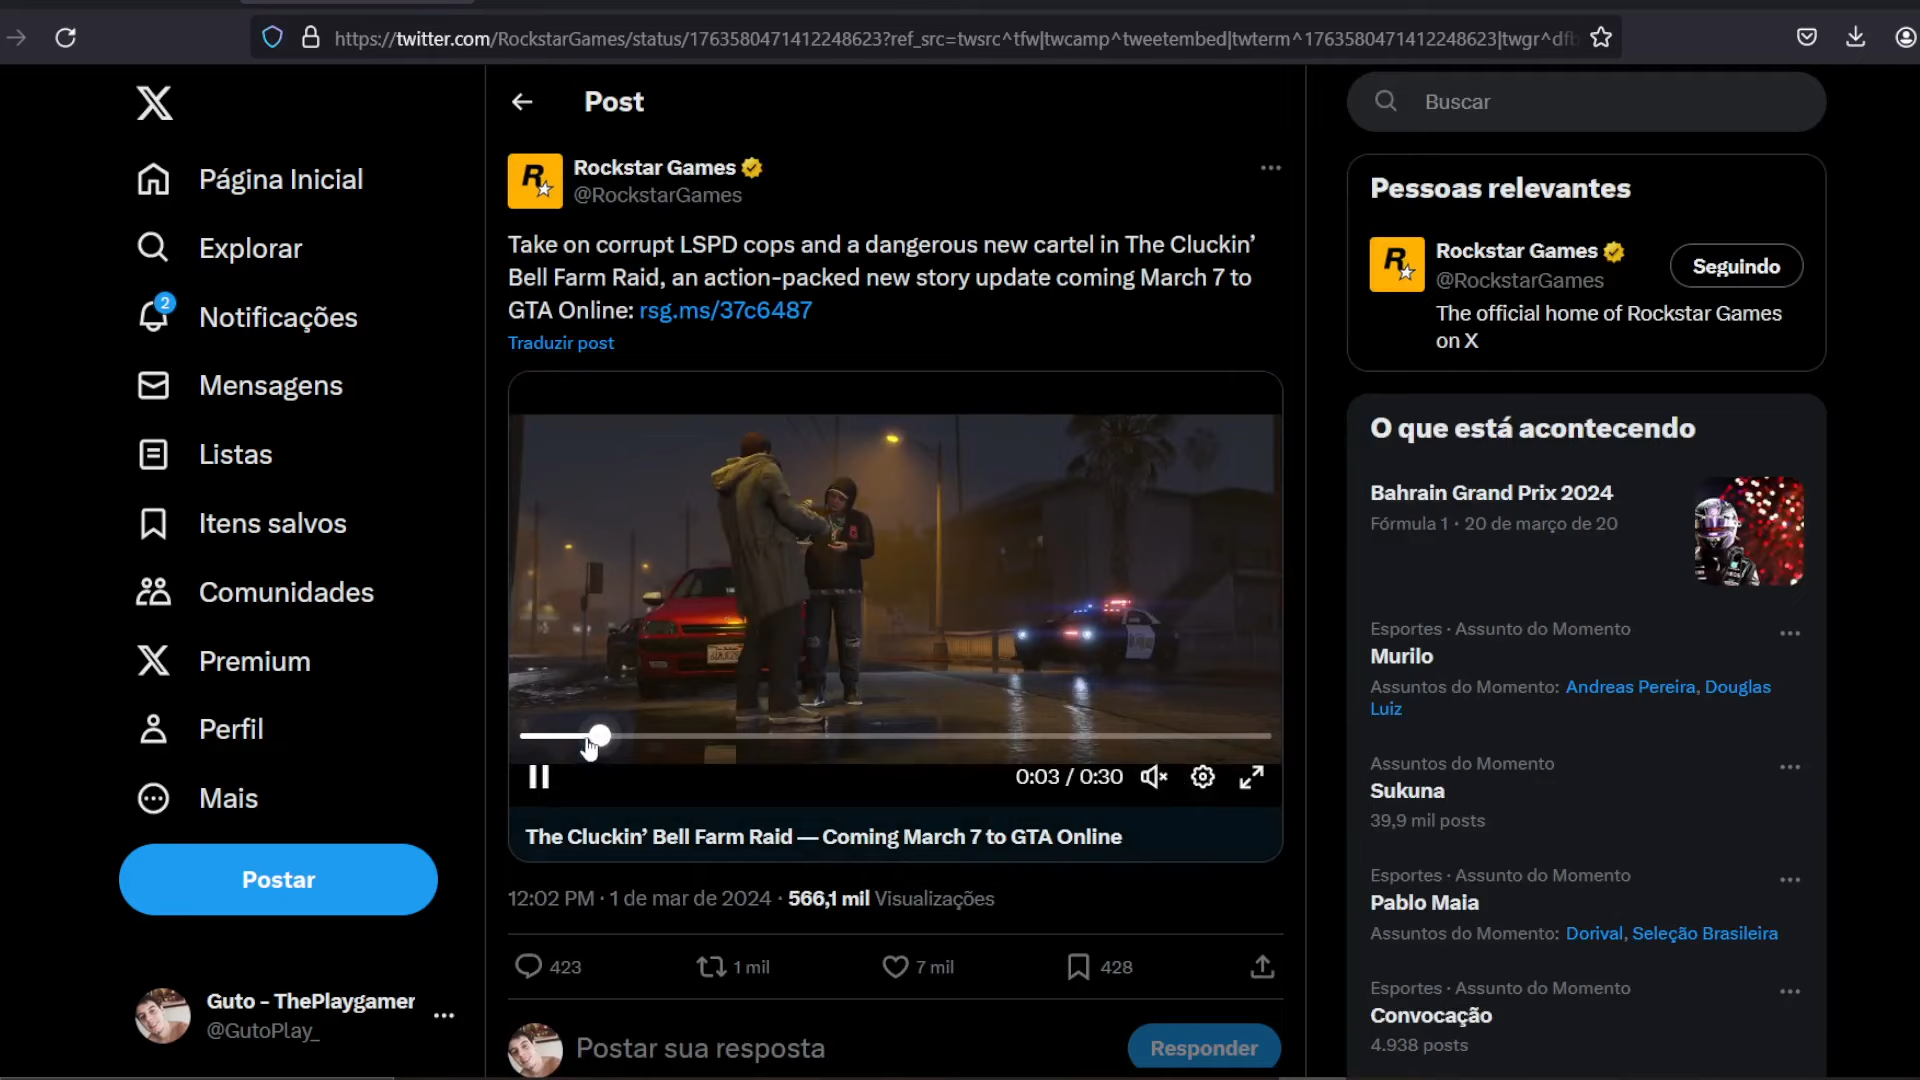 https://twitter.com/RockstarGames/status/1763580471412248623?ref_src=twsrc^tfw|twcamp^tweetembed|twterm^1763580471412248623|twgr^dfb
Página Inicial
Explorar
2
Notificações
Mensagens
Listas
Itens salvos
Comunidades
Premium
Perfil
Mais
Postar
Guto - ThePlaygamer
@GutoPlay_
Post
Rockstar Games
@RockstarGames
Take on corrupt LSPD cops and a dangerous new cartel in The Cluckin’
Bell Farm Raid, an action-packed new story update coming March 7 to
GTA Online: rsg.ms/37c6487
Traduzir post
0:03 / 0:30
The Cluckin’ Bell Farm Raid — Coming March 7 to GTA Online
12:02 PM · 1 de mar de 2024 · 566,1 mil Visualizações
423
1 mil
7 mil
428
Postar sua resposta
Responder
Buscar
Pessoas relevantes
Rockstar Games
@RockstarGames
Seguindo
The official home of Rockstar Games
on X
O que está acontecendo
Bahrain Grand Prix 2024
Fórmula 1 · 20 de março de 20
Esportes · Assunto do Momento
Murilo
Assuntos do Momento: Andreas Pereira, Douglas
Luiz
Assuntos do Momento
Sukuna
39,9 mil posts
Esportes · Assunto do Momento
Pablo Maia
Assuntos do Momento: Dorival, Seleção Brasileira
Esportes · Assunto do Momento
Convocação
4.938 posts